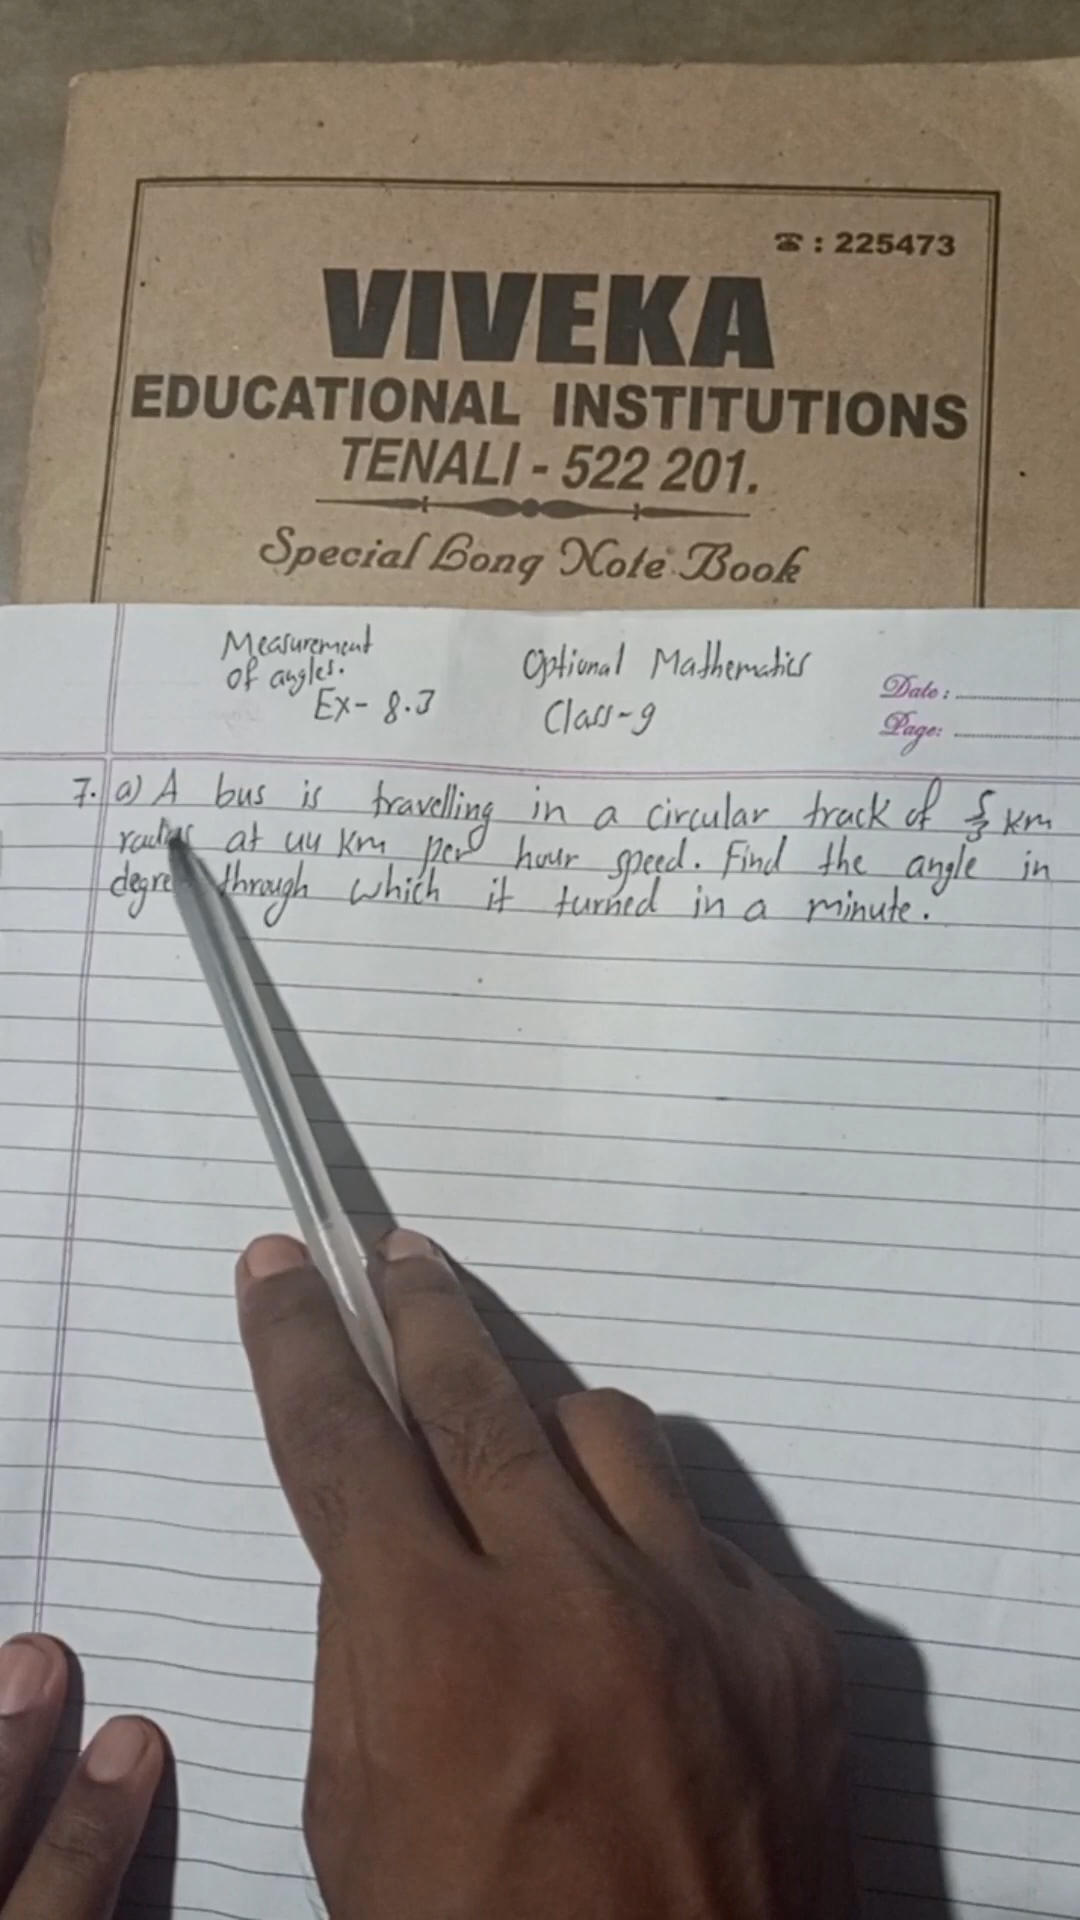 ☎ : 225473
VIVEKA
EDUCATIONAL INSTITUTIONS
TENALI - 522 201.
Special Long Note Book
Measurement
of angles.
Ex- 8.3
Optional Mathematics
Class-9
Date:
Page:
7. a) A bus is travelling in a circular track of 5/3 km
radius at 44 km per hour speed. Find the angle in
degree through which it turned in a minute.